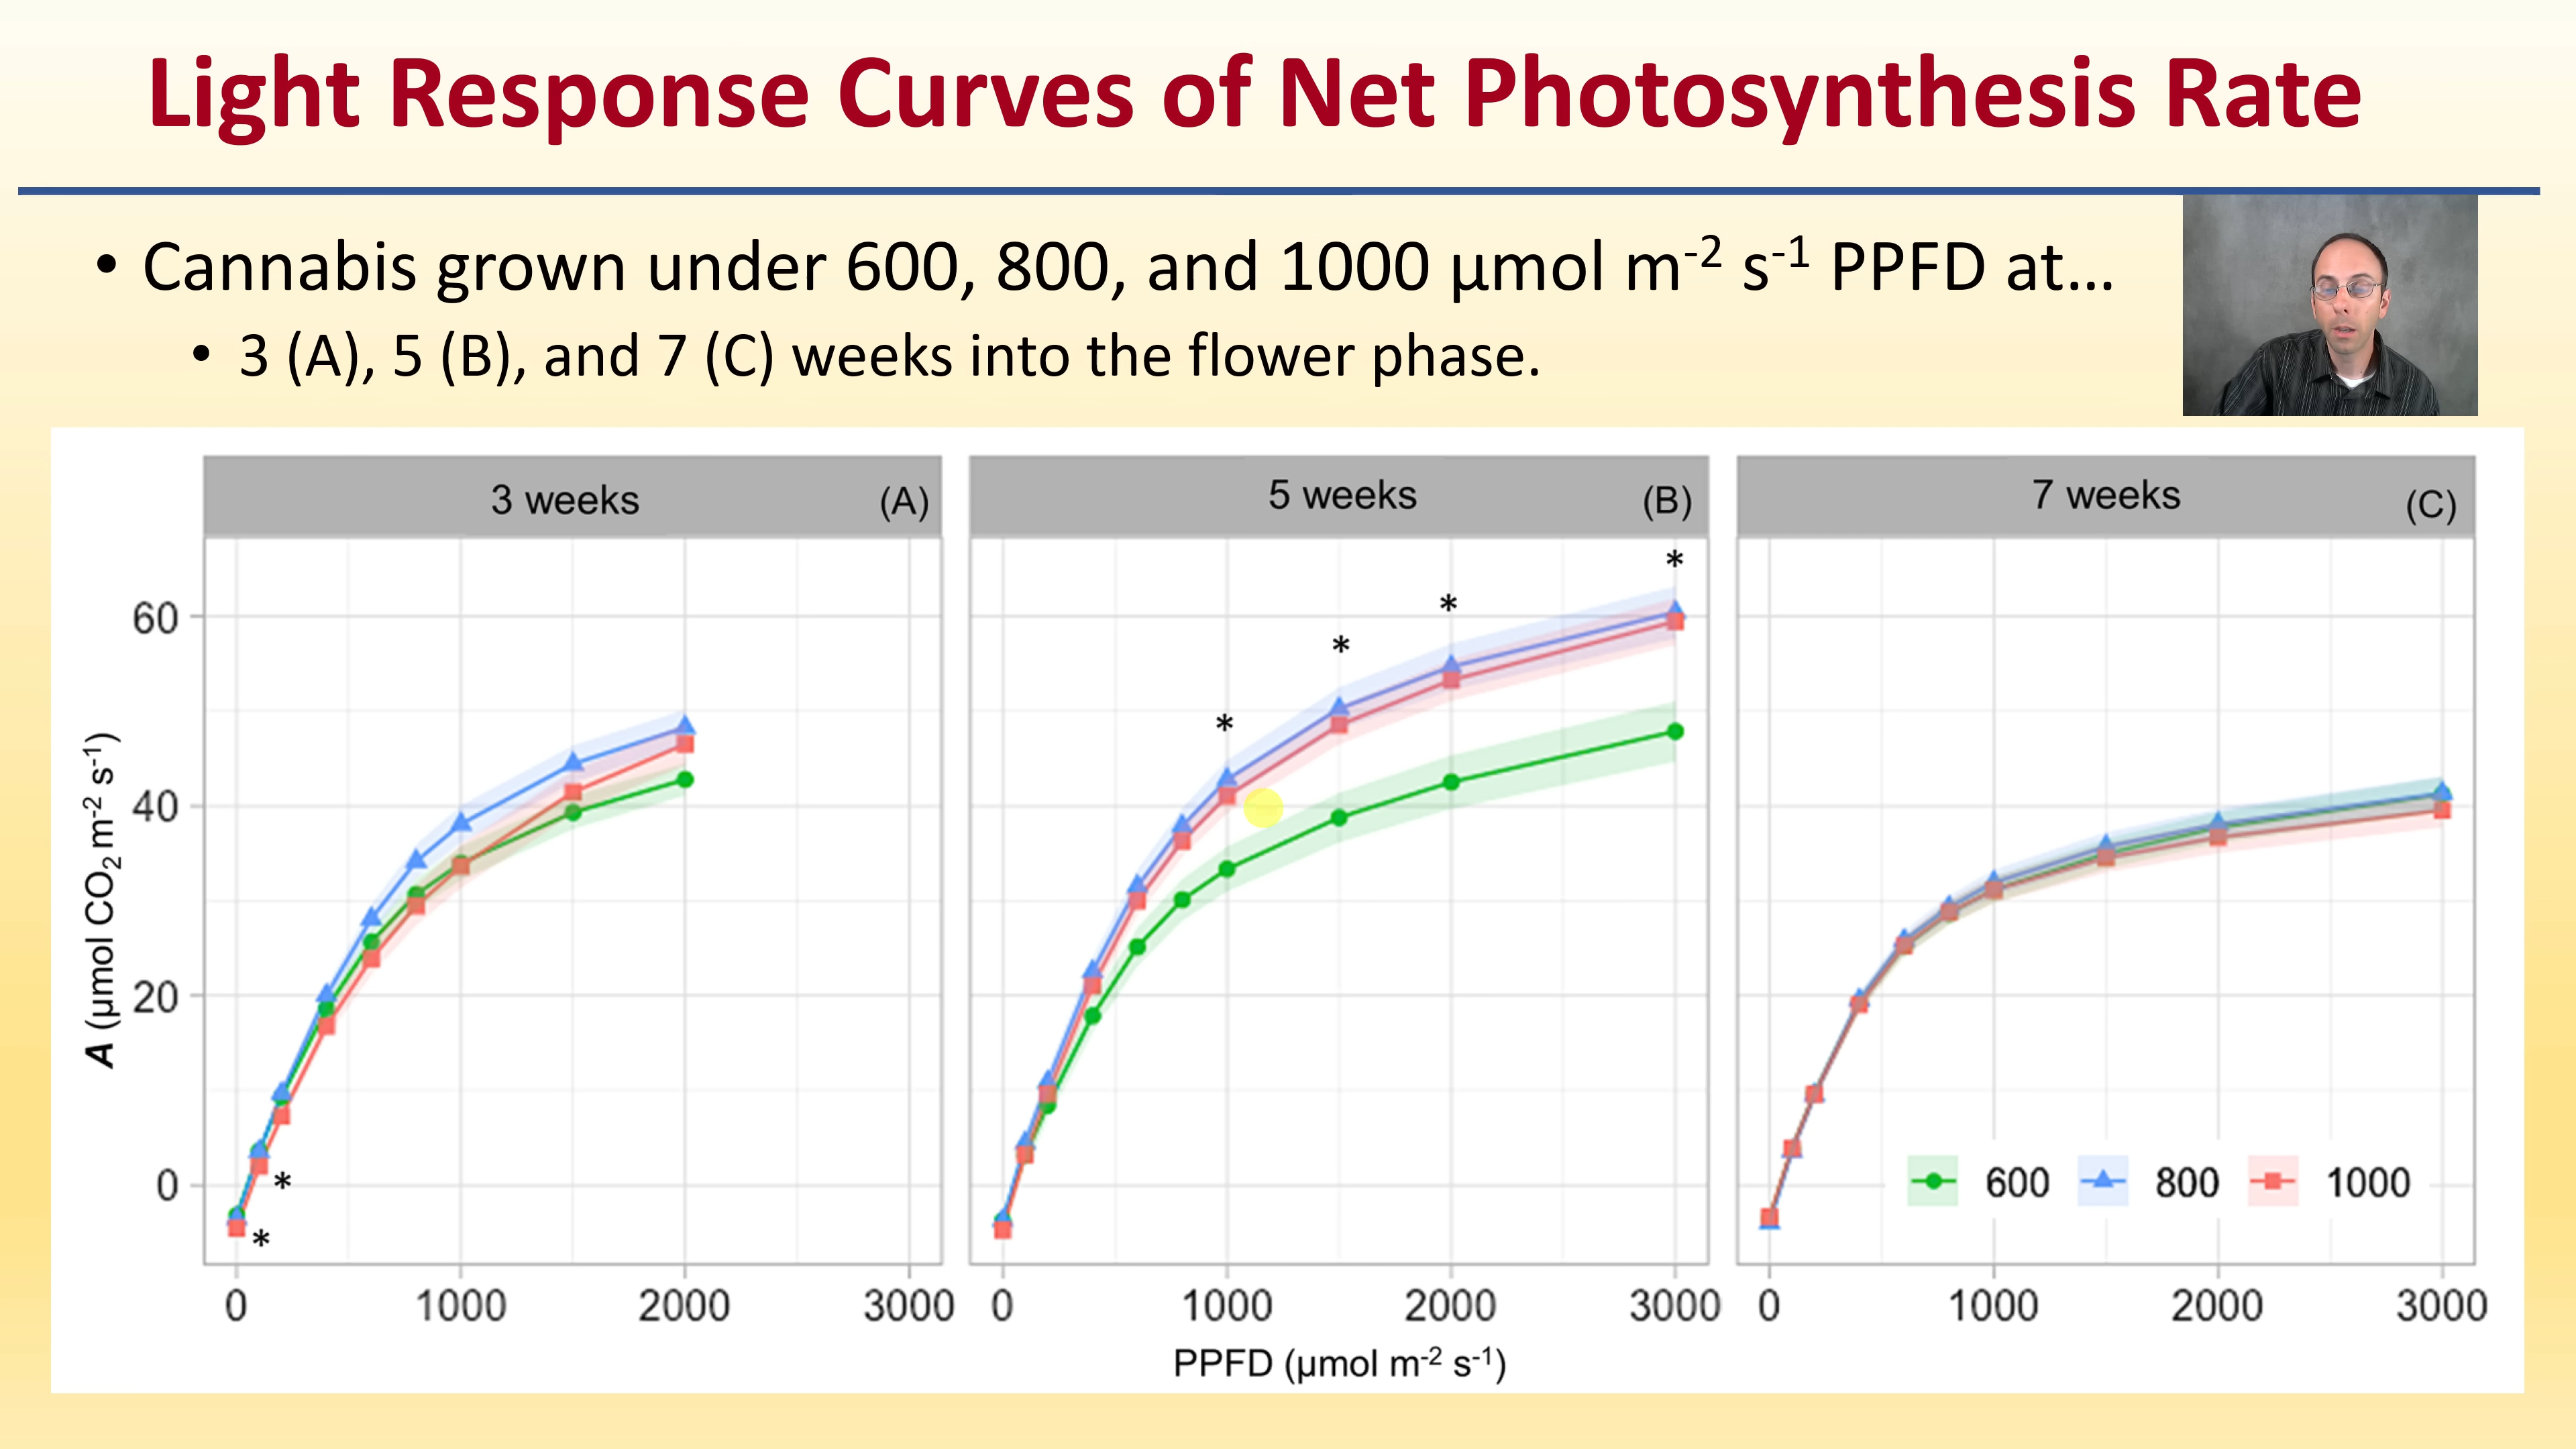 Light Response Curves of Net Photosynthesis Rate
• Cannabis grown under 600, 800, and 1000 µmol m-2 s-1 PPFD at...
• 3 (A), 5 (B), and 7 (C) weeks into the flower phase.
3 weeks (A)
5 weeks (B)
7 weeks (C)
A (µmol CO2 m-2 s-1)
60
40
20
0
* *
* * * *
600 800 1000
0 1000 2000 3000
0 1000 2000 3000
0 1000 2000 3000
PPFD (µmol m-2 s-1)